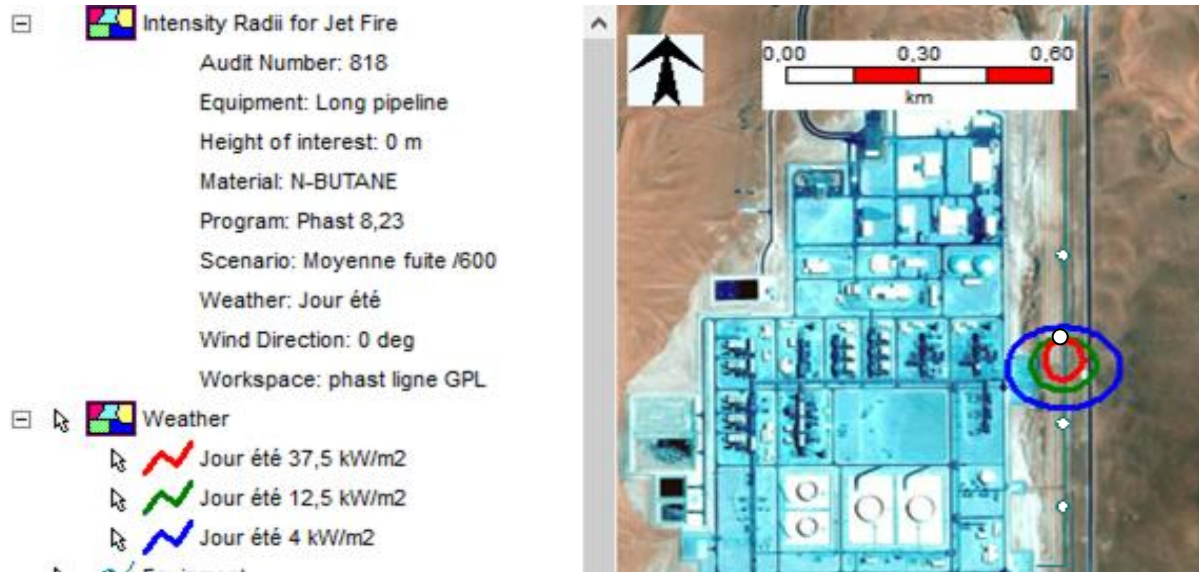 Intensity Radii for Jet Fire
Audit Number: 818
Equipment: Long pipeline
Height of interest: 0 m
Material: N-BUTANE
Program: Phast 8,23
Scenario: Moyenne fuite /600
Weather: Jour été
Wind Direction: 0 deg
Workspace: phast ligne GPL
Weather
Jour été 37,5 kW/m2
Jour été 12,5 kW/m2
Jour été 4 kW/m2
Equipment
0,00 0,30 0,60
km